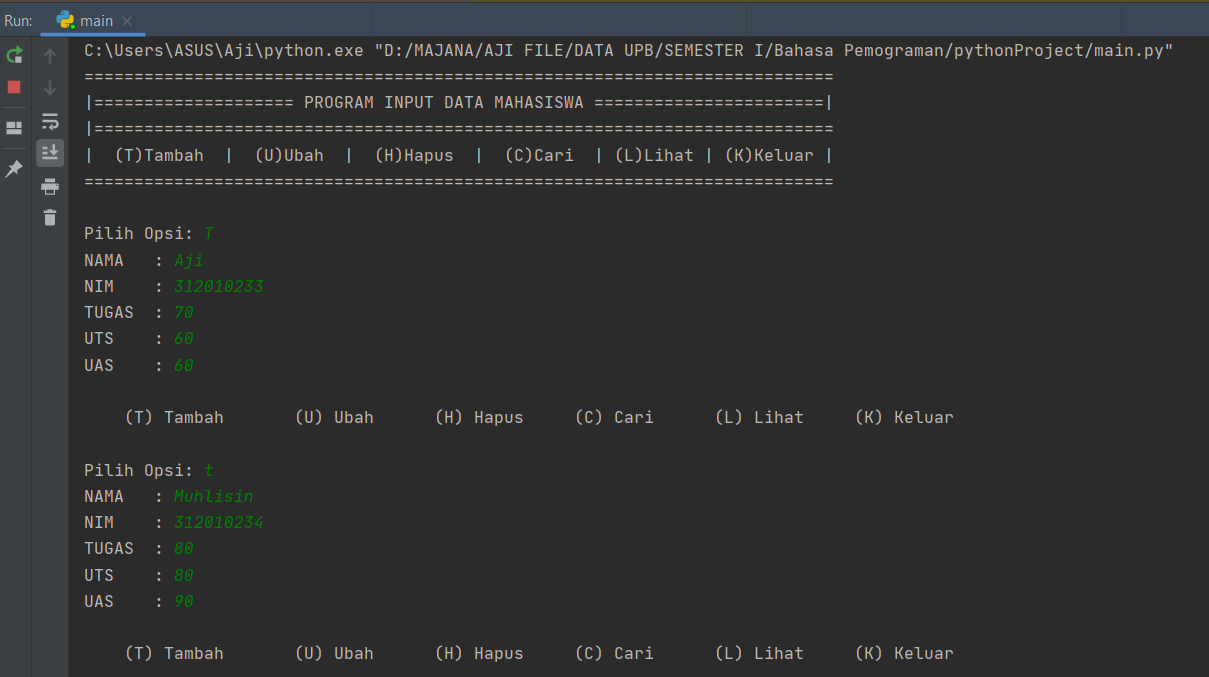 Run: main
C:\Users\ASUS\Aji\python.exe "D:/MAJANA/AJI FILE/DATA UPB/SEMESTER I/Bahasa Pemograman/pythonProject/main.py"
===========================================================================
|==================== PROGRAM INPUT DATA MAHASISWA =======================|
|==========================================================================
|  (T)Tambah  |  (U)Ubah  |  (H)Hapus  |  (C)Cari  | (L)Lihat | (K)Keluar |
===========================================================================
Pilih Opsi: T
NAMA   : Aji
NIM    : 312010233
TUGAS  : 70
UTS    : 60
UAS    : 60
(T) Tambah       (U) Ubah      (H) Hapus     (C) Cari      (L) Lihat     (K) Keluar
Pilih Opsi: t
NAMA   : Muhlisin
NIM    : 312010234
TUGAS  : 80
UTS    : 80
UAS    : 90
(T) Tambah       (U) Ubah      (H) Hapus     (C) Cari      (L) Lihat     (K) Keluar